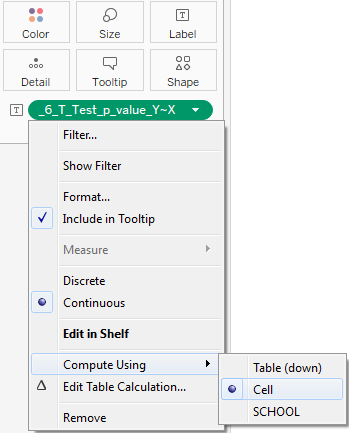 Color Size Label
Detail Tooltip Shape
T _6_T_Test_p_value_Y~X
Filter...
Show Filter
Format...
Include in Tooltip
Measure
Discrete
Continuous
Edit in Shelf
Compute Using Table (down)
Edit Table Calculation... Cell
Remove SCHOOL